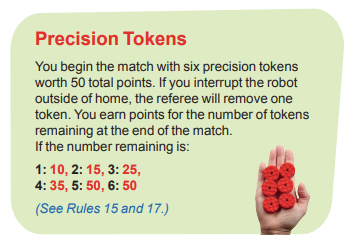 Precision Tokens
You begin the match with six precision tokens
worth 50 total points. If you interrupt the robot
outside of home, the referee will remove one
token. You earn points for the number of tokens
remaining at the end of the match.
If the number remaining is:
1: 10, 2: 15, 3: 25,
4: 35, 5: 50, 6: 50
(See Rules 15 and 17.)